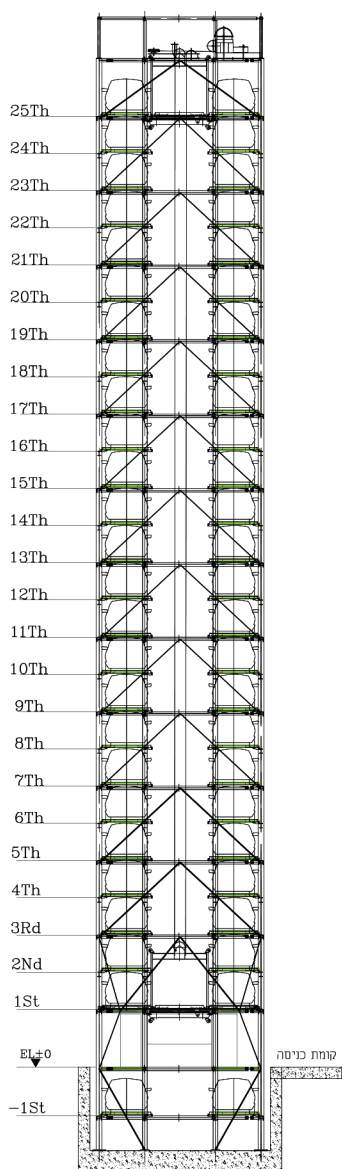 25Th
24Th
23Th
22Th
21Th
20Th
19Th
18Th
17Th
16Th
15Th
14Th
13Th
12Th
11Th
10Th
9Th
8Th
7Th
6Th
5Th
4Th
3Rd
2Nd
1St
EL±0
קומת כניסה
-1St